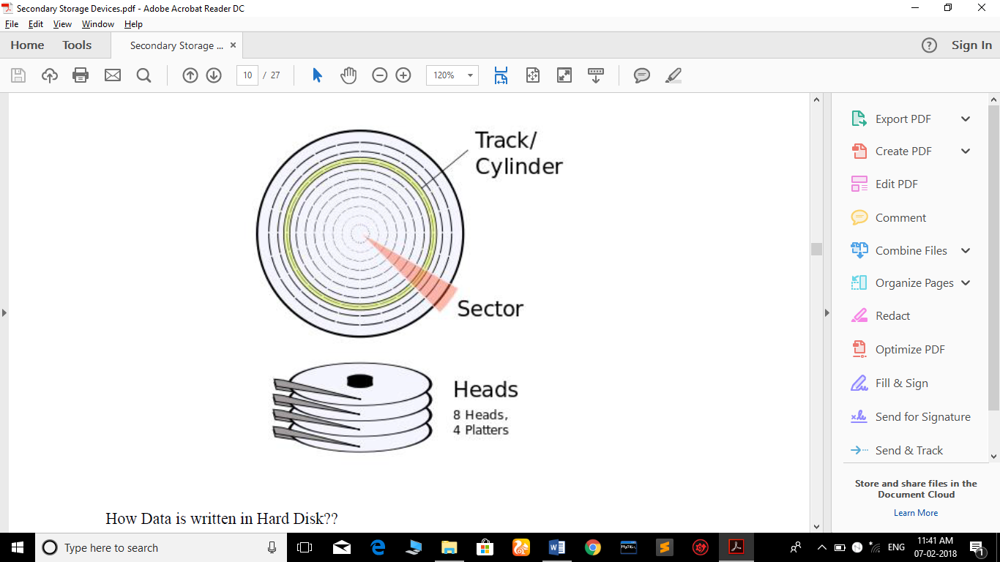 Secondary Storage Devices.pdf - Adobe Acrobat Reader DC
File Edit View Window Help
Home Tools Secondary Storage ... × Sign In
10 / 27 120%
Track/
Cylinder
Sector
Heads
8 Heads,
4 Platters
How Data is written in Hard Disk??
Export PDF
Create PDF
Edit PDF
Comment
Combine Files
Organize Pages
Redact
Optimize PDF
Fill & Sign
Send for Signature
Send & Track
Store and share files in the
Document Cloud
Learn More
Type here to search
MySQL
ENG
11:41 AM
07-02-2018
1